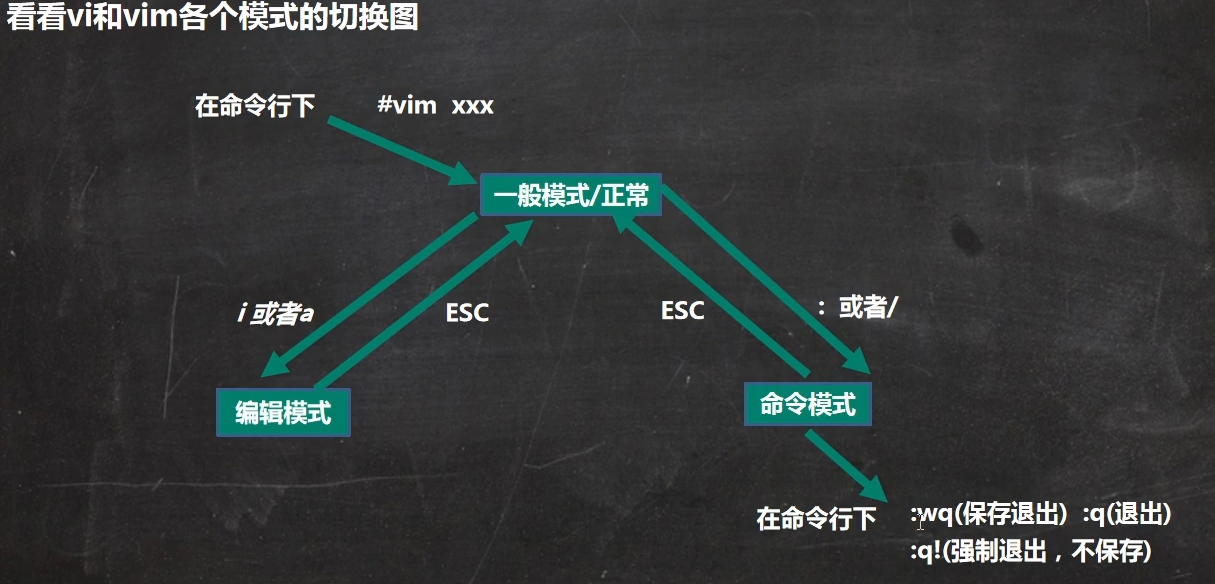 看看vi和vim各个模式的切换图
在命令行下 #vim xxx
一般模式/正常
i 或者a
ESC
ESC
: 或者/
编辑模式
命令模式
在命令行下 :wq(保存退出) :q(退出)
:q!(强制退出，不保存)